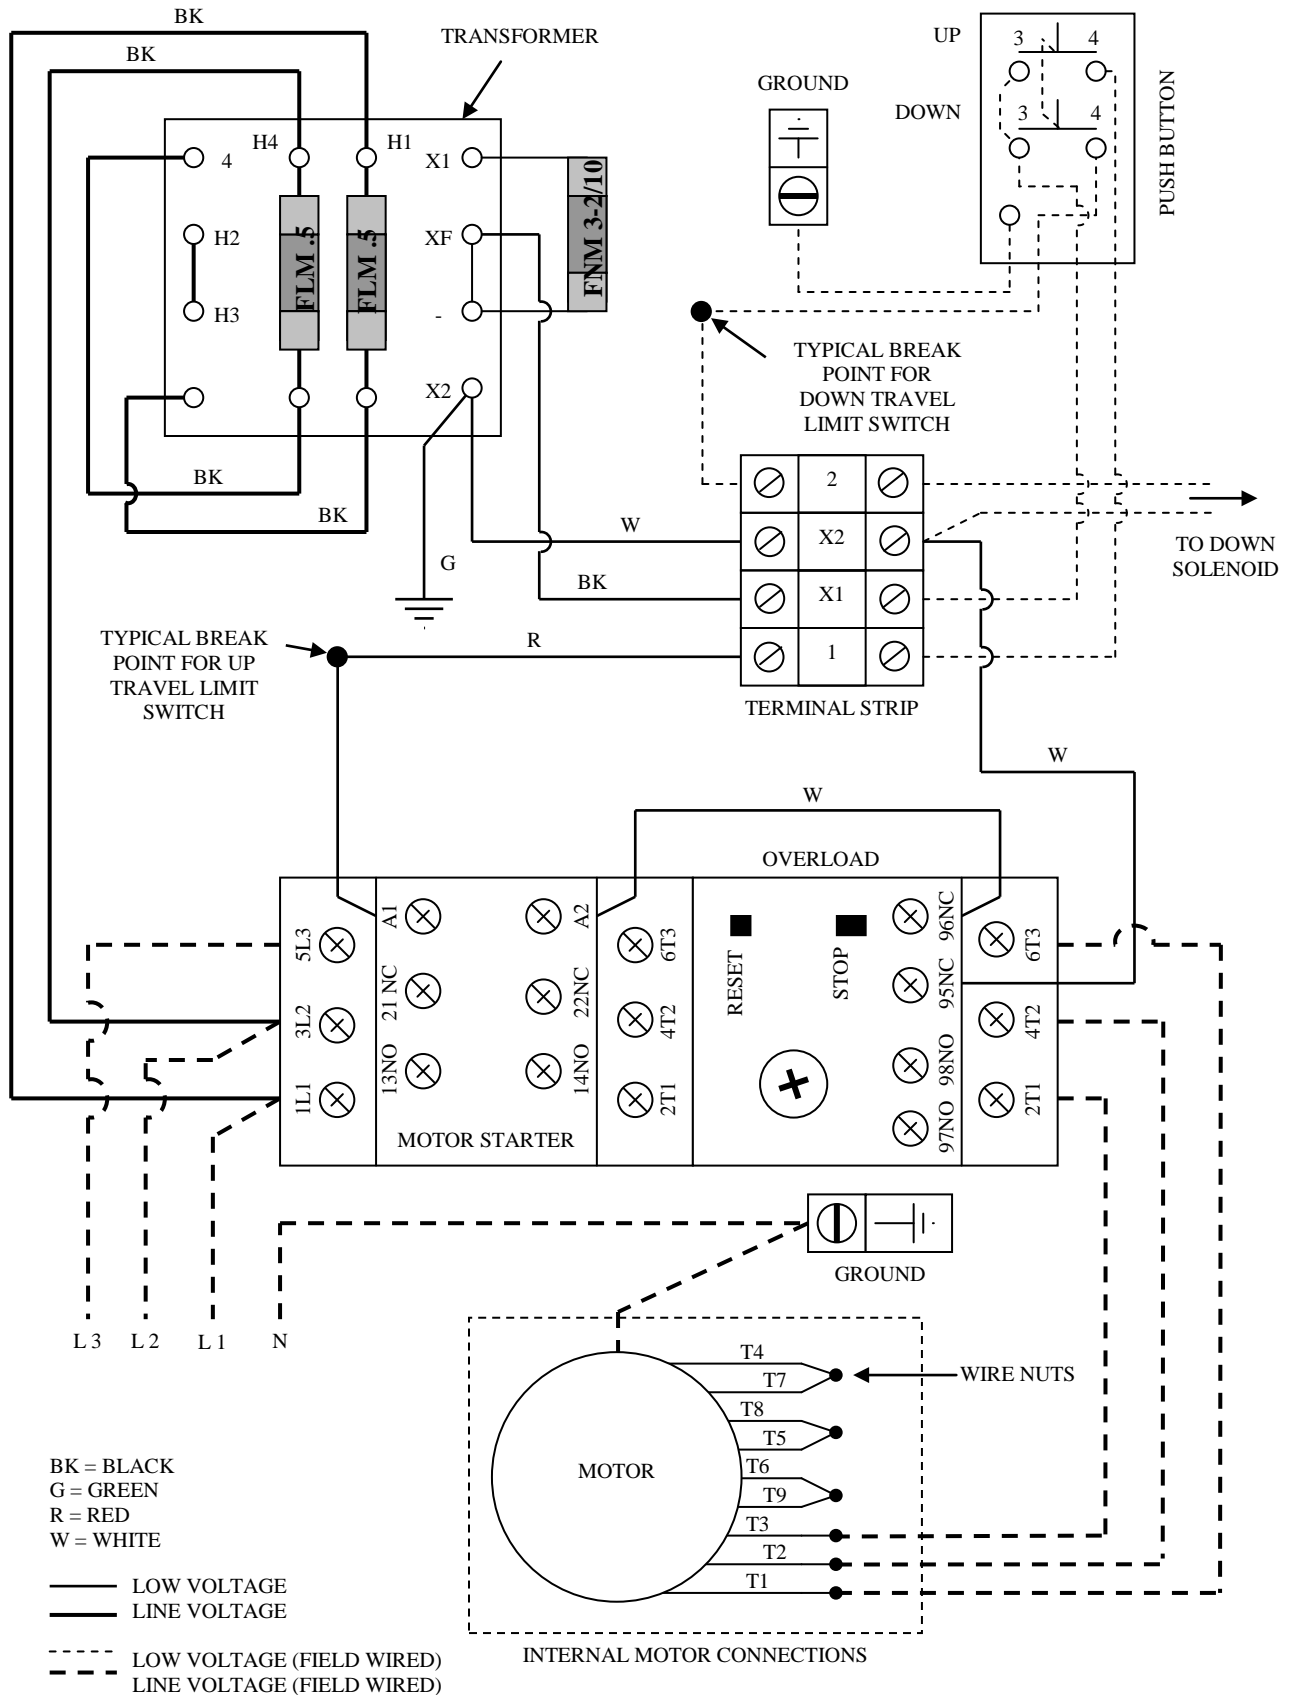 BK
BK
TRANSFORMER
UP
3
4
GROUND
DOWN
3
4
PUSH BUTTON
H4
H1
4
X1
H2
XF
H3
-
X2
FLM .5
FLM .5
FNM 3-2/10
TYPICAL BREAK
POINT FOR
DOWN TRAVEL
LIMIT SWITCH
BK
BK
2
W
X2
TO DOWN
SOLENOID
G
BK
X1
TYPICAL BREAK
POINT FOR UP
TRAVEL LIMIT
SWITCH
R
1
TERMINAL STRIP
W
W
OVERLOAD
5L3
3L2
1L1
A1
21 NC
13NO
A2
22NC
14NO
MOTOR STARTER
6T3
4T2
2T1
RESET
STOP
96NC
95NC
98NO
97NO
6T3
4T2
2T1
GROUND
L 3
L 2
L 1
N
T4
T7
WIRE NUTS
T8
T5
MOTOR
T6
T9
T3
T2
T1
INTERNAL MOTOR CONNECTIONS
BK = BLACK
G = GREEN
R = RED
W = WHITE
LOW VOLTAGE
LINE VOLTAGE
LOW VOLTAGE (FIELD WIRED)
LINE VOLTAGE (FIELD WIRED)